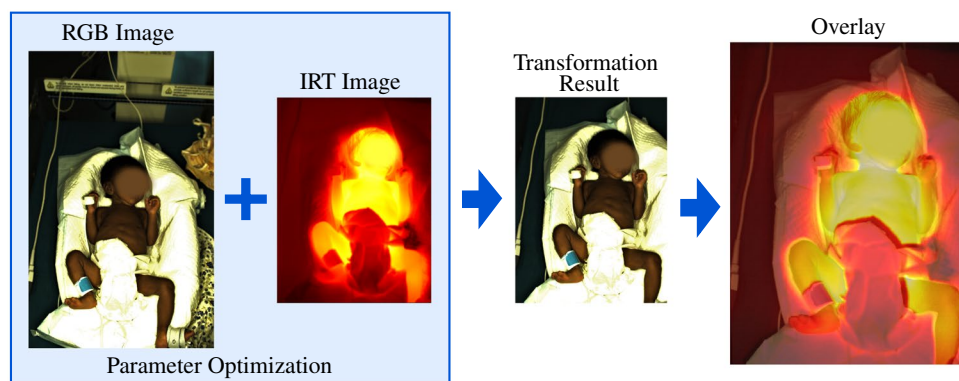 RGB Image
IRT Image
Parameter Optimization
Transformation
Result
Overlay